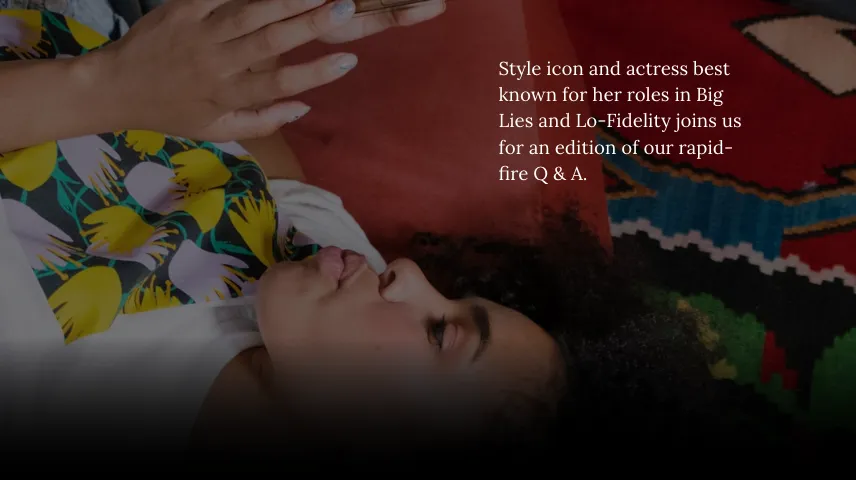 Style icon and actress best
known for her roles in Big
Lies and Lo-Fidelity joins us
for an edition of our rapid-
fire Q & A.